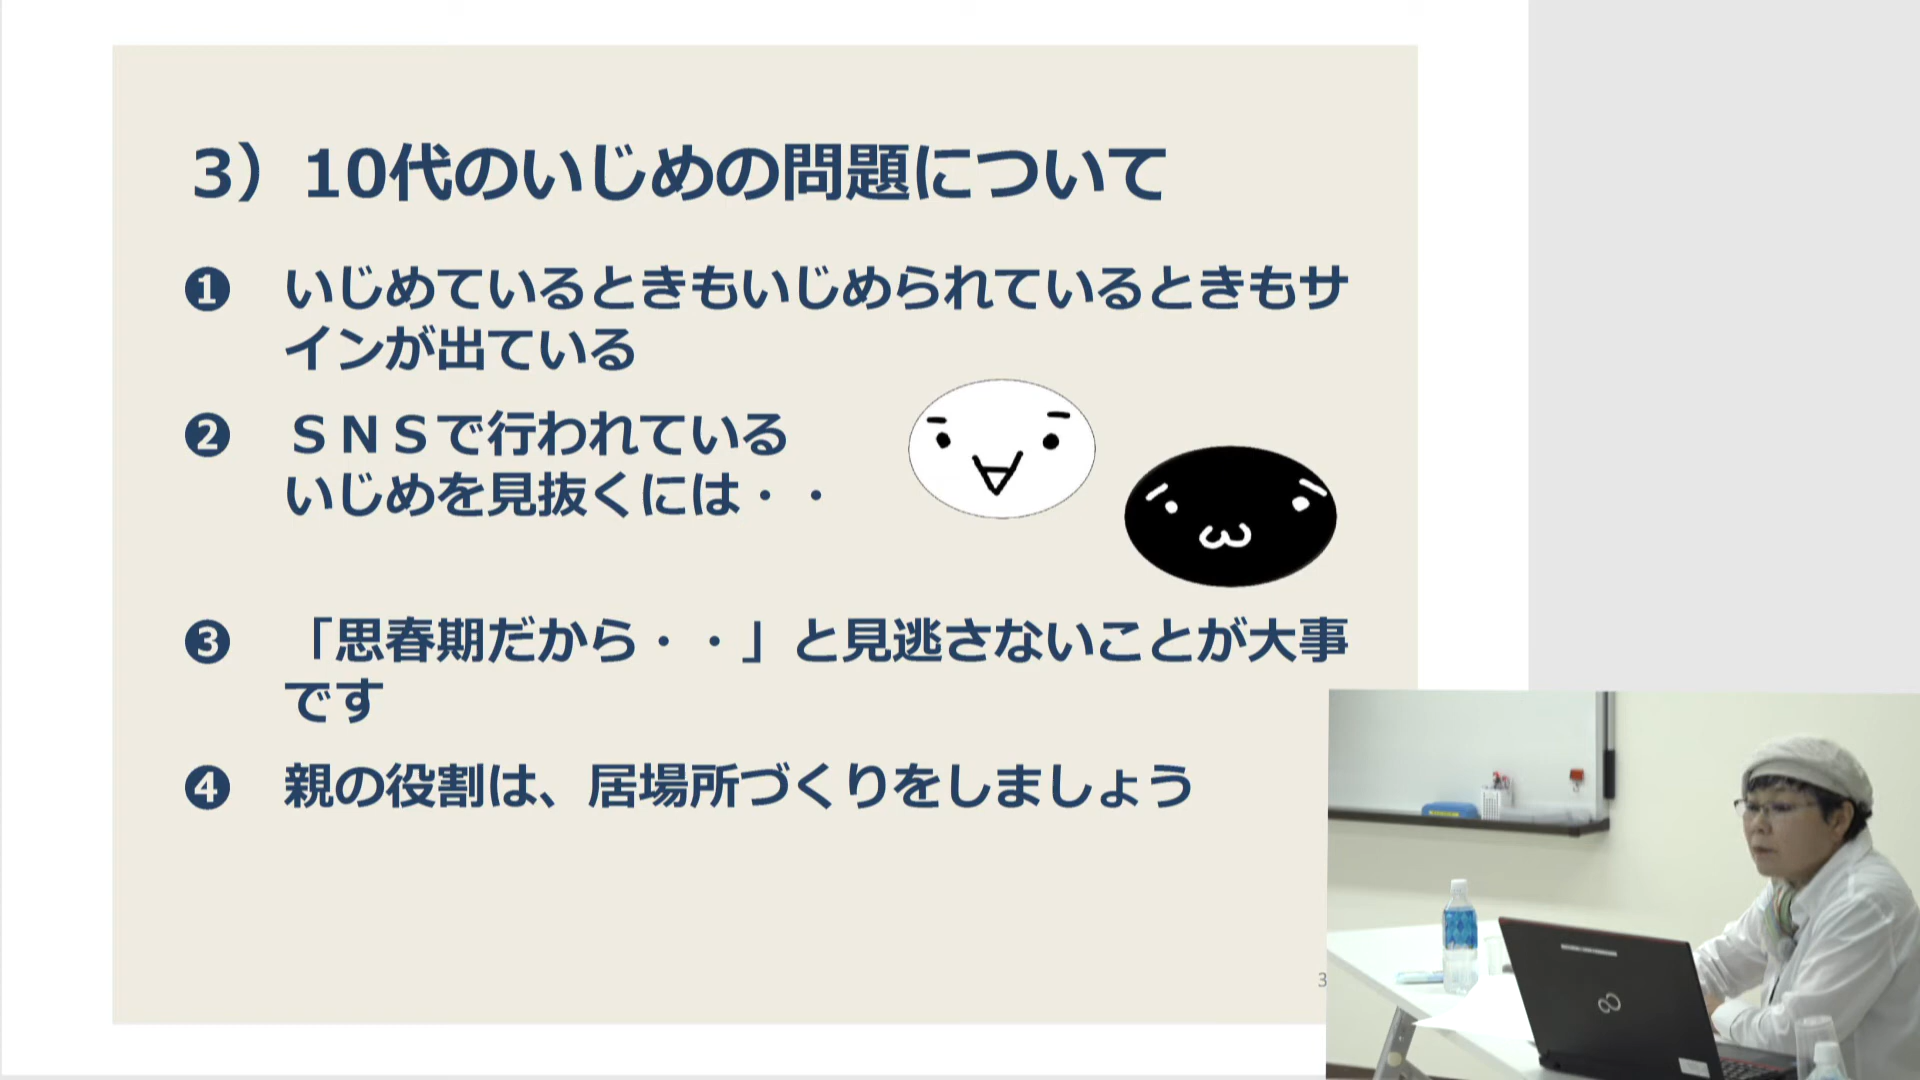 3）10代のいじめの問題について
❶ いじめているときもいじめられているときもサ
インが出ている
❷ ＳＮＳで行われている
いじめを見抜くには・・
❸ 「思春期だから・・」と見逃さないことが大事
です
❹ 親の役割は、居場所づくりをしましょう
3